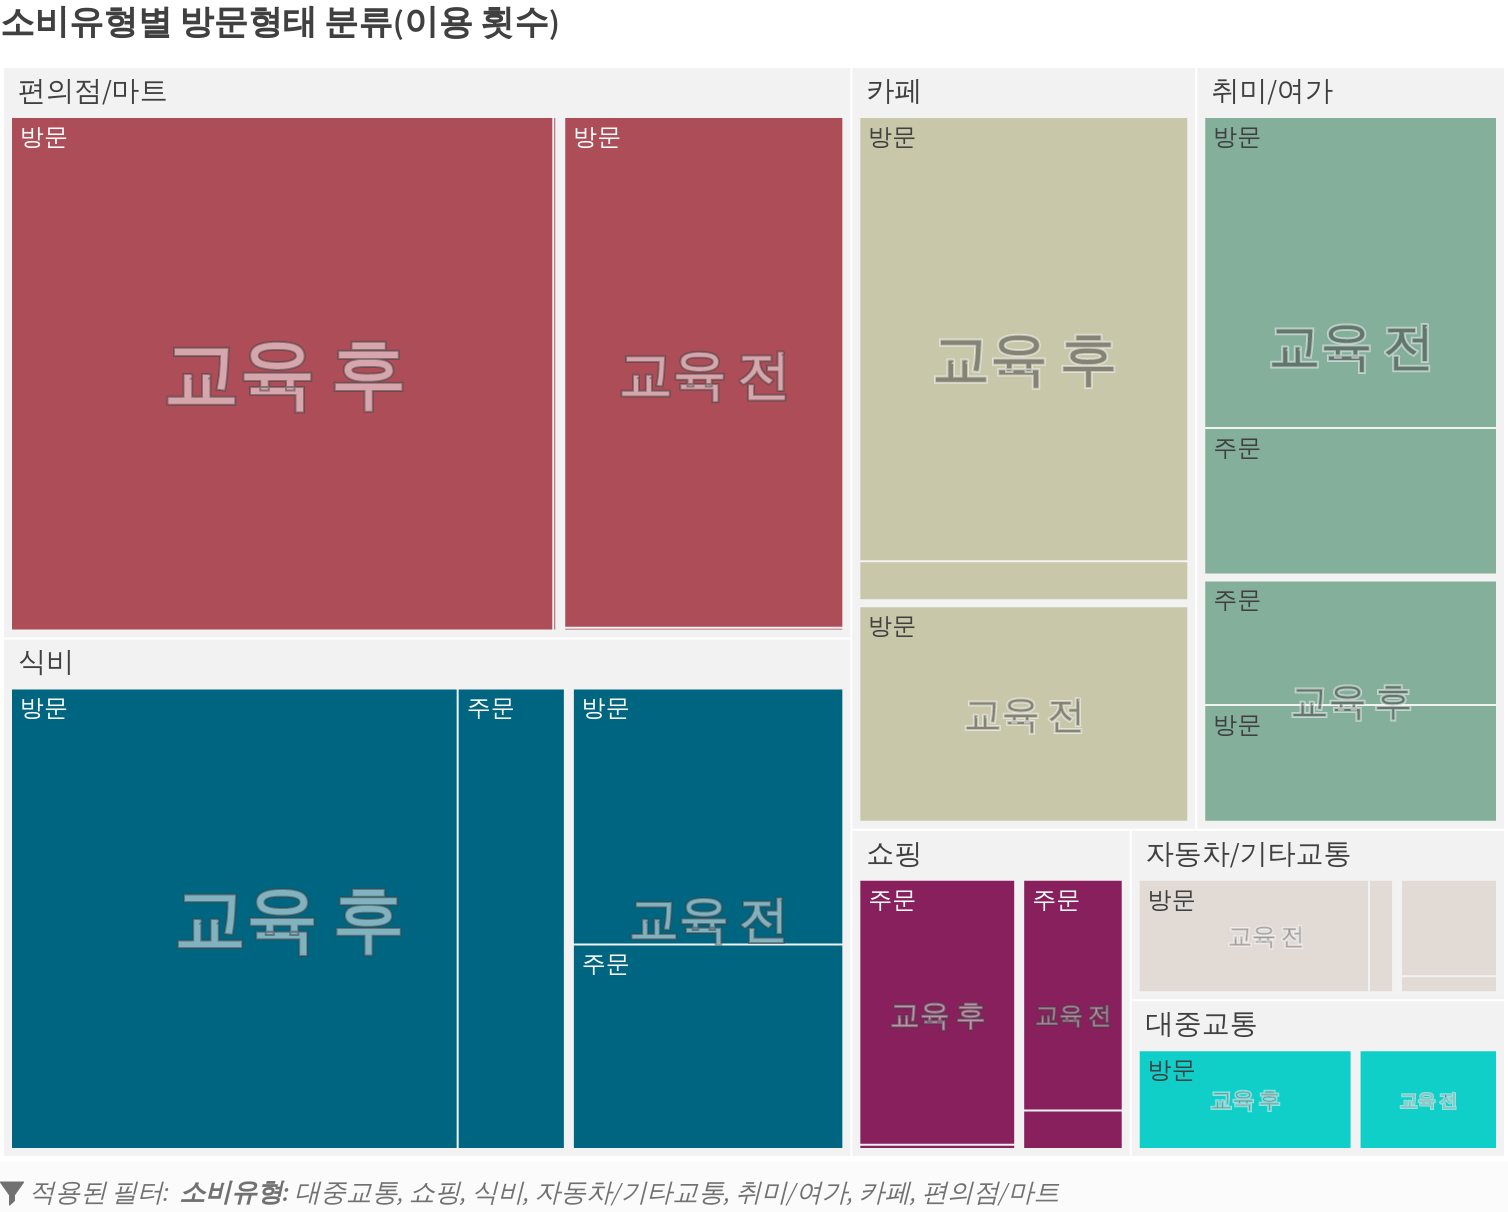 소비유형별 방문형태 분류(이용 횟수)
편의점/마트
방문
교육 후
방문
교육 전
식비
방문
교육 후
주문
방문
교육 전
주문
카페
방문
교육 후
방문
교육 전
취미/여가
방문
교육 전
주문
주문
교육 후
방문
쇼핑
주문
교육 후
주문
교육 전
자동차/기타교통
방문
교육 전
대중교통
방문
교육 후
교육 전
적용된 필터: 소비유형: 대중교통, 쇼핑, 식비, 자동차/기타교통, 취미/여가, 카페, 편의점/마트